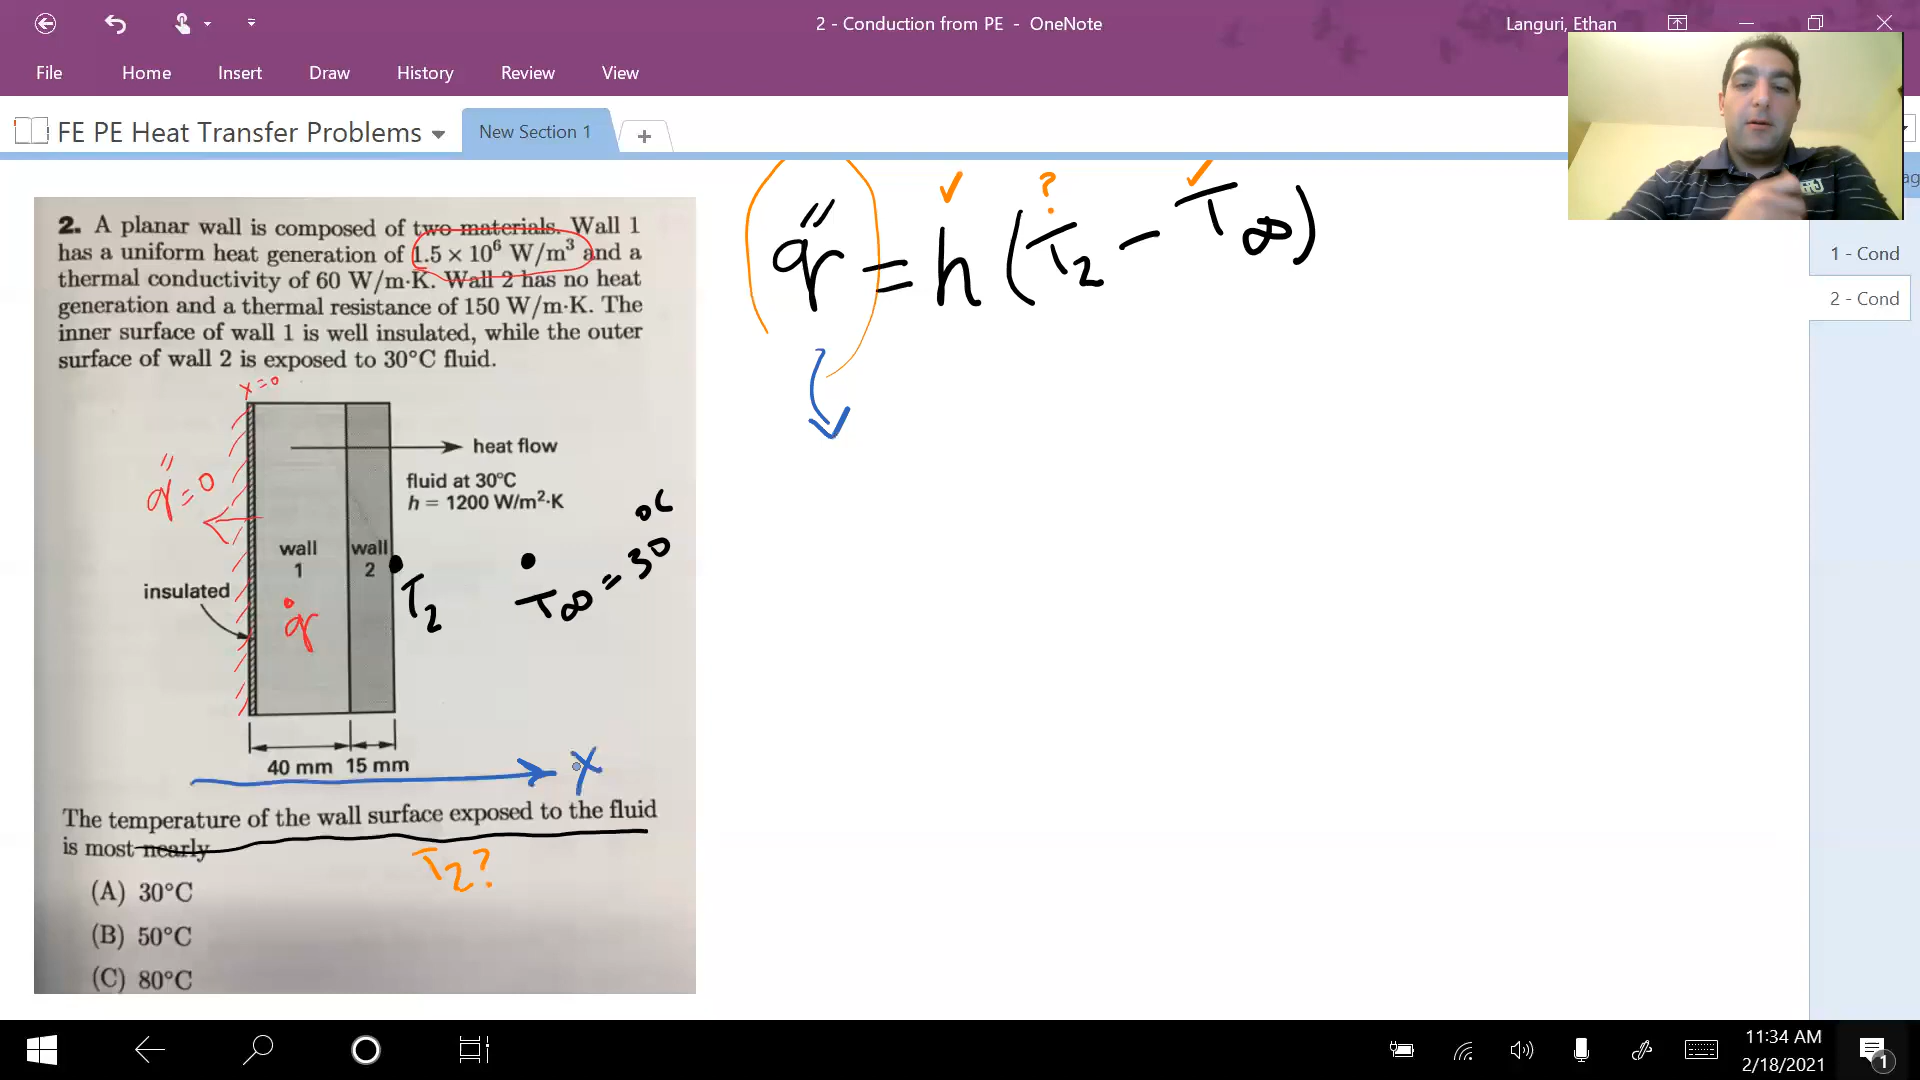 2 - Conduction from PE - OneNote
Languri, Ethan
File Home Insert Draw History Review View
FE PE Heat Transfer Problems
New Section 1
+
1 - Cond
2 - Cond
2. A planar wall is composed of two materials. Wall 1
has a uniform heat generation of 1.5 × 10⁶ W/m³ and a
thermal conductivity of 60 W/m·K. Wall 2 has no heat
generation and a thermal resistance of 150 W/m·K. The
inner surface of wall 1 is well insulated, while the outer
surface of wall 2 is exposed to 30°C fluid.
x=0
heat flow
q̇"=0
fluid at 30°C
h = 1200 W/m²·K
wall
1
wall
2
insulated
q̇
T₂
T∞ = 30 °C
40 mm 15 mm
X
The temperature of the wall surface exposed to the fluid
is most nearly
T₂?
(A) 30°C
(B) 50°C
(C) 80°C
✓ ? ✓
q" = h (T₂ - T∞)
11:34 AM
2/18/2021
1